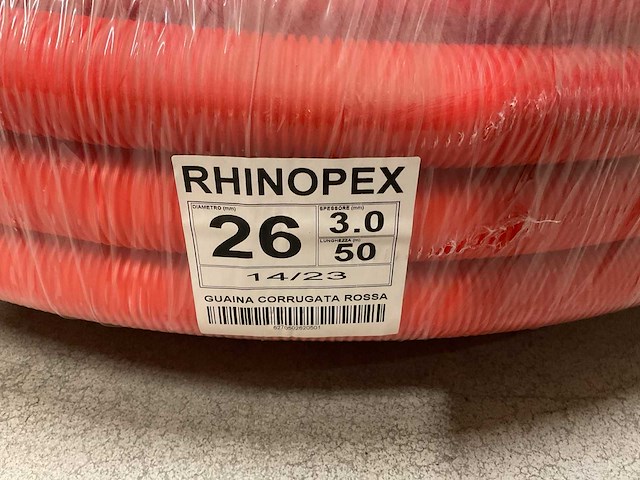 RHINOPEX
DIAMETRO (mm)
26
SPESSORE (mm)
3.0
LUNGHEZZA (m)
50
14/23
GUAINA CORRUGATA ROSSA